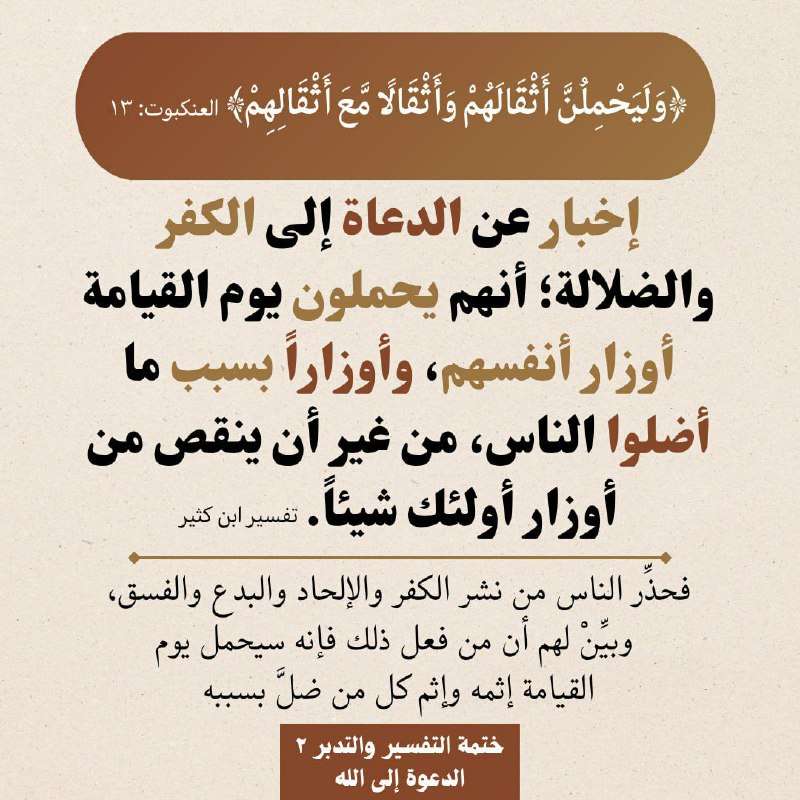 ﴿وَلَيَحْمِلُنَّ أَثْقَالَهُمْ وَأَثْقَالًا مَّعَ أَثْقَالِهِمْ﴾ العنكبوت: ١٣
إخبار عن الدعاة إلى الكفر
والضلالة؛ أنهم يحملون يوم القيامة
أوزار أنفسهم، وأوزاراً بسبب ما
أضلوا الناس، من غير أن ينقص من
أوزار أولئك شيئاً. تفسير ابن كثير
فحذِّر الناس من نشر الكفر والإلحاد والبدع والفسق،
وبيِّنْ لهم أن من فعل ذلك فإنه سيحمل يوم
القيامة إثمه وإثم كل من ضلَّ بسببه
ختمة التفسير والتدبر ٢
الدعوة إلى الله